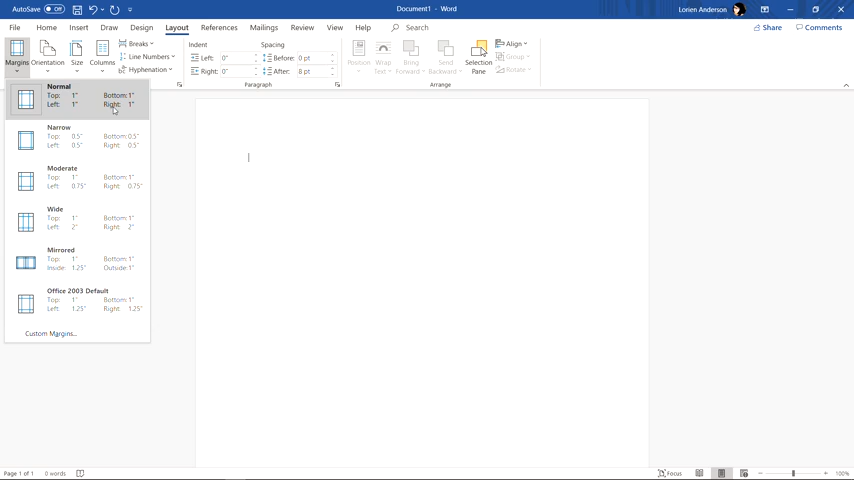 AutoSave Off Document1 - Word Lorien Anderson
File Home Insert Draw Design Layout References Mailings Review View Help Search Share Comments
Margins Orientation Size Columns
Breaks
Line Numbers
Hyphenation
Indent
Left: 0"
Right: 0"
Spacing
Before: 0 pt
After: 8 pt
Paragraph
Position
Wrap Text
Bring Forward
Send Backward
Selection Pane
Align
Group
Rotate
Arrange
Normal
Top: 1" Bottom: 1"
Left: 1" Right: 1"
Narrow
Top: 0.5" Bottom: 0.5"
Left: 0.5" Right: 0.5"
Moderate
Top: 1" Bottom: 1"
Left: 0.75" Right: 0.75"
Wide
Top: 1" Bottom: 1"
Left: 2" Right: 2"
Mirrored
Top: 1" Bottom: 1"
Inside: 1.25" Outside: 1"
Office 2003 Default
Top: 1" Bottom: 1"
Left: 1.25" Right: 1.25"
Custom Margins...
Page 1 of 1 0 words Focus 100%